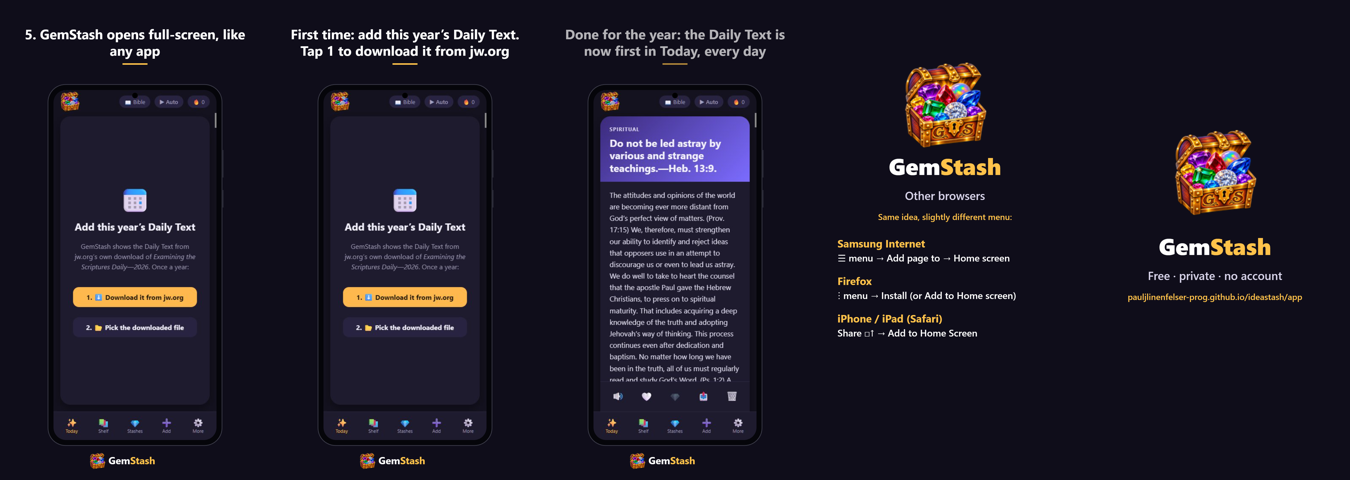 5. GemStash opens full-screen, like
any app
Bible
Auto
0
Add this year's Daily Text
GemStash shows the Daily Text from
jw.org's own download of Examining the
Scriptures Daily—2026. Once a year:
1. Download it from jw.org
2. Pick the downloaded file
Today
Shelf
Stashes
Add
More
GemStash
First time: add this year's Daily Text.
Tap 1 to download it from jw.org
Bible
Auto
0
Add this year's Daily Text
GemStash shows the Daily Text from
jw.org's own download of Examining the
Scriptures Daily—2026. Once a year:
1. Download it from jw.org
2. Pick the downloaded file
Today
Shelf
Stashes
Add
More
GemStash
Done for the year: the Daily Text is
now first in Today, every day
Bible
Auto
0
SPIRITUAL
Do not be led astray by
various and strange
teachings.—Heb. 13:9.
The attitudes and opinions of the world
are becoming ever more distant from
God's perfect view of matters. (Prov.
17:15) We, therefore, must strengthen
our ability to identify and reject ideas
that opposers use in an attempt to
discourage us or even to lead us astray.
We do well to take to heart the counsel
that the apostle Paul gave the Hebrew
Christians, to press on to spiritual
maturity. That includes acquiring a deep
knowledge of the truth and adopting
Jehovah's way of thinking. This process
continues even after dedication and
baptism. No matter how long we have
been in the truth, all of us must regularly
read and study God's Word. (Ps. 1:2) A
Today
Shelf
Stashes
Add
More
GemStash
GS
GemStash
Other browsers
Same idea, slightly different menu:
Samsung Internet
☰ menu → Add page to → Home screen
Firefox
⋮ menu → Install (or Add to Home screen)
iPhone / iPad (Safari)
Share □↑ → Add to Home Screen
GS
GemStash
Free · private · no account
pauljlinenfelser-prog.github.io/ideastash/app